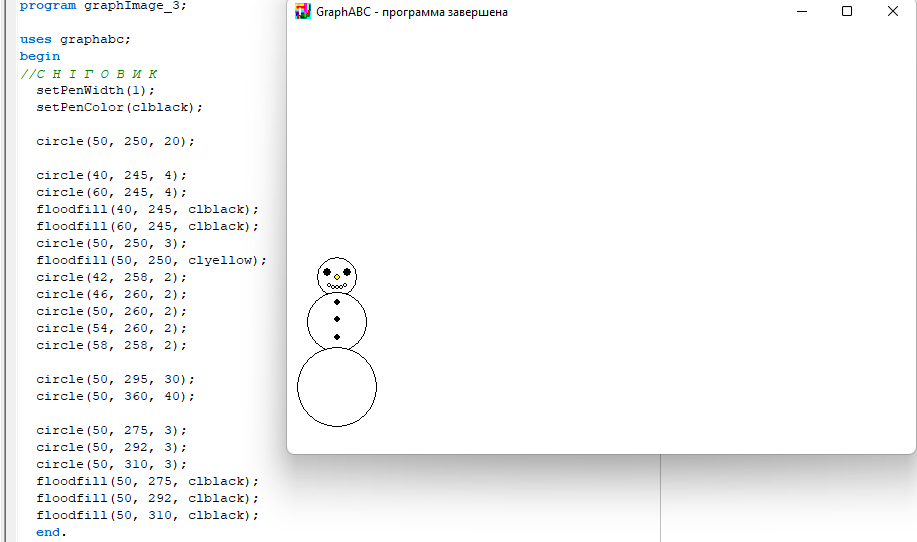 program graphImage_3;
GraphABC - программа завершена
uses graphabc;
begin
//С Н І Г О В И К
setPenWidth(1);
setPenColor(clblack);
circle(50, 250, 20);
circle(40, 245, 4);
circle(60, 245, 4);
floodfill(40, 245, clblack);
floodfill(60, 245, clblack);
circle(50, 250, 3);
floodfill(50, 250, clyellow);
circle(42, 258, 2);
circle(46, 260, 2);
circle(50, 260, 2);
circle(54, 260, 2);
circle(58, 258, 2);
circle(50, 295, 30);
circle(50, 360, 40);
circle(50, 275, 3);
circle(50, 292, 3);
circle(50, 310, 3);
floodfill(50, 275, clblack);
floodfill(50, 292, clblack);
floodfill(50, 310, clblack);
end.